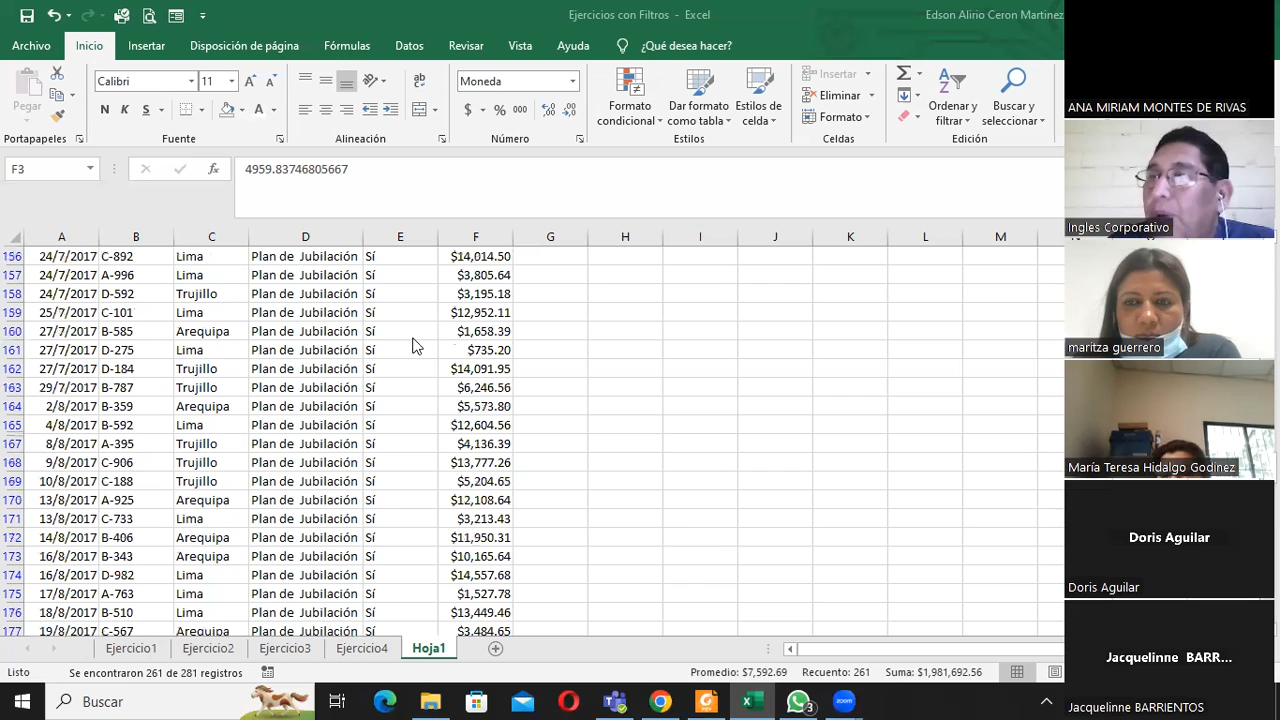 Ejercicios con Filtros - Excel
Edson Alirio Ceron Martinez
Archivo Inicio Insertar Disposición de página Fórmulas Datos Revisar Vista Ayuda ¿Qué desea hacer?
Pegar
Calibri 11
N K S
Moneda
$ % 000
Formato condicional
Dar formato como tabla
Estilos de celda
Insertar
Eliminar
Formato
Ordenar y filtrar
Buscar y seleccionar
Portapapeles Fuente Alineación Número Estilos Celdas Edición
F3 fx 4959.83746805667
A B C D E F G H I J K L M
156 24/7/2017 C-892 Lima Plan de Jubilación Sí $14,014.50
157 24/7/2017 A-996 Lima Plan de Jubilación Sí $3,805.64
158 24/7/2017 D-592 Trujillo Plan de Jubilación Sí $3,195.18
159 25/7/2017 C-101 Lima Plan de Jubilación Sí $12,952.11
160 27/7/2017 B-585 Arequipa Plan de Jubilación Sí $1,658.39
161 27/7/2017 D-275 Lima Plan de Jubilación Sí $735.20
162 27/7/2017 D-184 Trujillo Plan de Jubilación Sí $14,091.95
163 29/7/2017 B-787 Trujillo Plan de Jubilación Sí $6,246.56
164 2/8/2017 B-359 Arequipa Plan de Jubilación Sí $5,573.80
165 4/8/2017 B-592 Lima Plan de Jubilación Sí $12,604.56
167 8/8/2017 A-395 Trujillo Plan de Jubilación Sí $4,136.39
168 9/8/2017 C-906 Trujillo Plan de Jubilación Sí $13,777.26
169 10/8/2017 C-188 Trujillo Plan de Jubilación Sí $5,204.65
170 13/8/2017 A-925 Arequipa Plan de Jubilación Sí $12,108.64
171 13/8/2017 C-733 Lima Plan de Jubilación Sí $3,213.43
172 14/8/2017 B-406 Arequipa Plan de Jubilación Sí $11,950.31
173 16/8/2017 B-343 Arequipa Plan de Jubilación Sí $10,165.64
174 16/8/2017 D-982 Lima Plan de Jubilación Sí $14,557.68
175 17/8/2017 A-763 Lima Plan de Jubilación Sí $1,527.78
176 18/8/2017 B-510 Lima Plan de Jubilación Sí $13,449.46
177 19/8/2017 C-567 Arequipa Plan de Jubilación Sí $3,484.65
Ejercicio1 Ejercicio2 Ejercicio3 Ejercicio4 Hoja1
Listo Se encontraron 261 de 281 registros Promedio: $7,592.69 Recuento: 261 Suma: $1,981,692.56
Buscar
3
zoom
ANA MIRIAM MONTES DE RIVAS
Ingles Corporativo
maritza guerrero
María Teresa Hidalgo Godinez
Doris Aguilar
Doris Aguilar
Jacquelinne BARR...
Jacquelinne BARRIENTOS